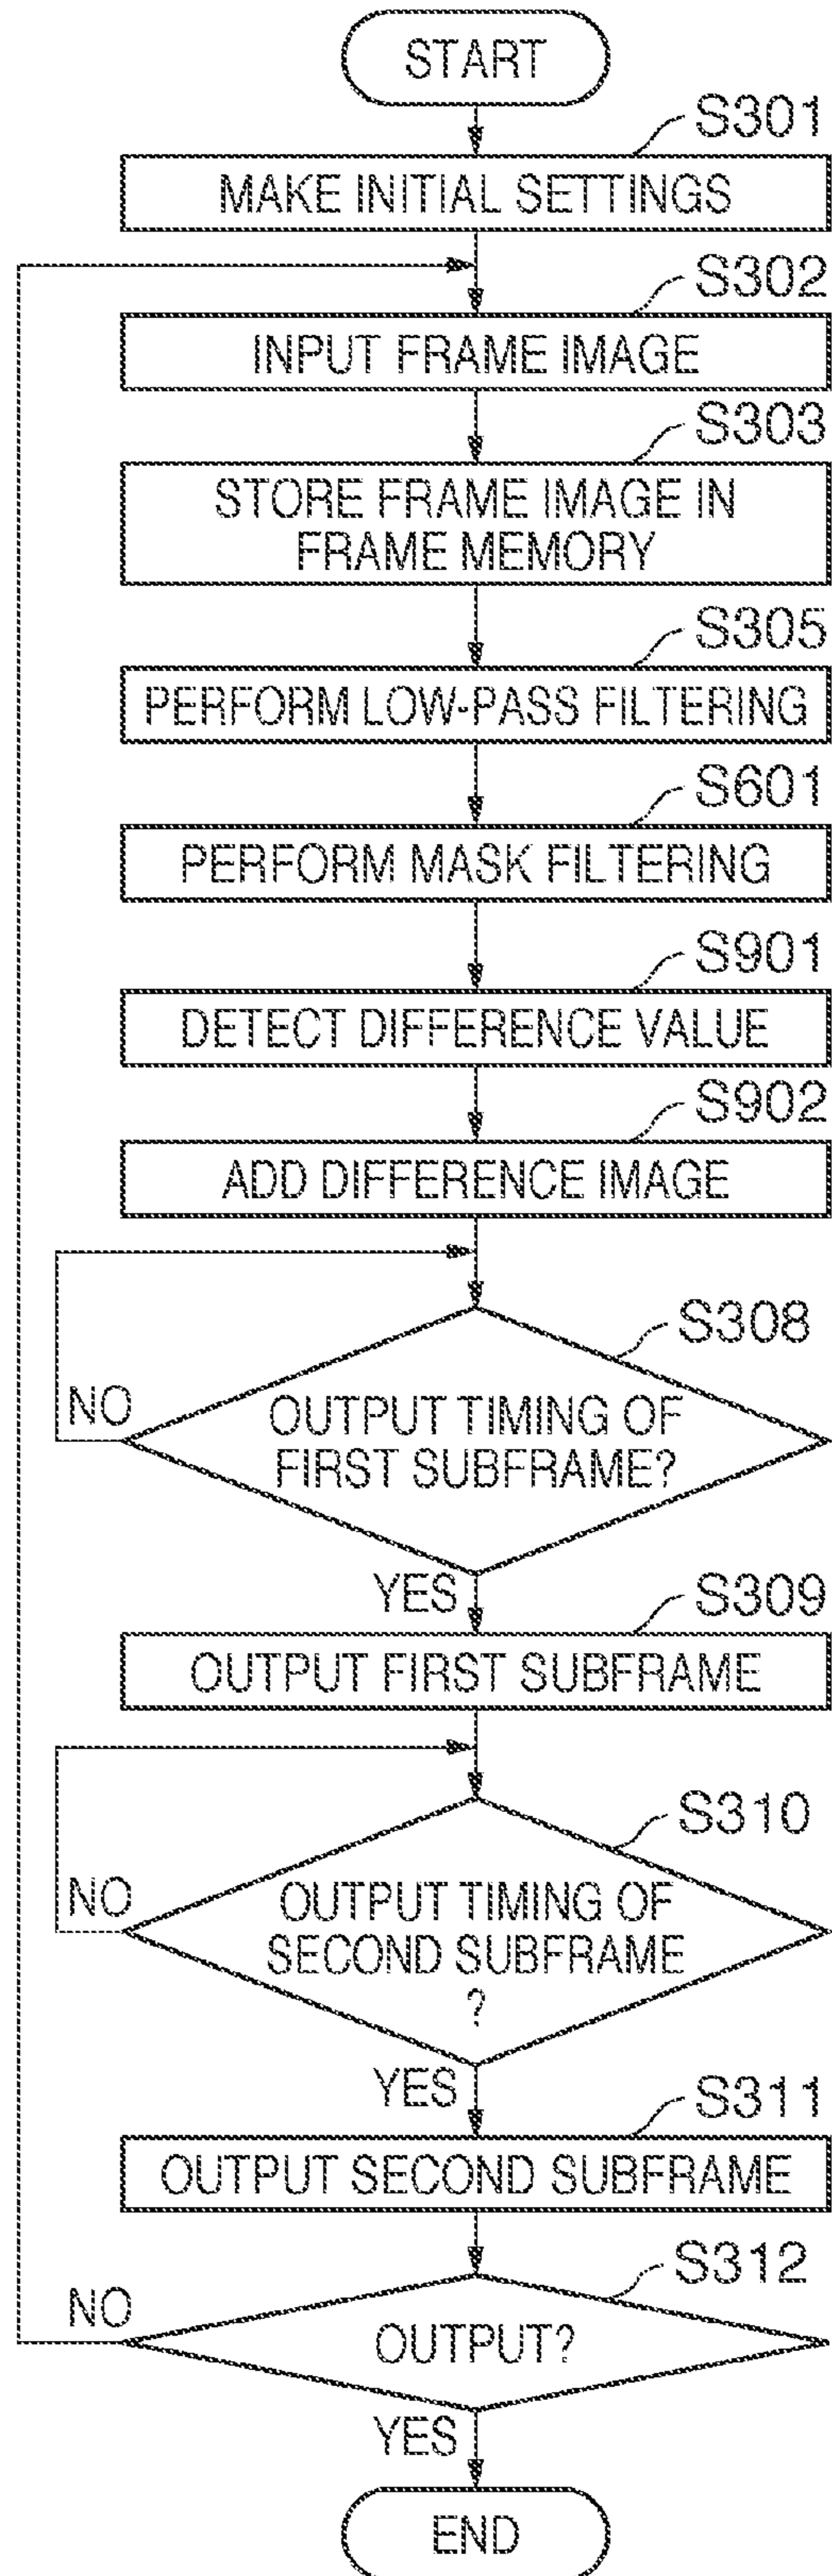 START
S301
MAKE INITIAL SETTINGS
S302
INPUT FRAME IMAGE
S303
STORE FRAME IMAGE IN
FRAME MEMORY
S305
PERFORM LOW-PASS FILTERING
S601
PERFORM MASK FILTERING
S901
DETECT DIFFERENCE VALUE
S902
ADD DIFFERENCE IMAGE
S308
NO
OUTPUT TIMING OF
FIRST SUBFRAME?
YES
S309
OUTPUT FIRST SUBFRAME
S310
NO
OUTPUT TIMING OF
SECOND SUBFRAME
?
YES
S311
OUTPUT SECOND SUBFRAME
S312
NO
OUTPUT?
YES
END